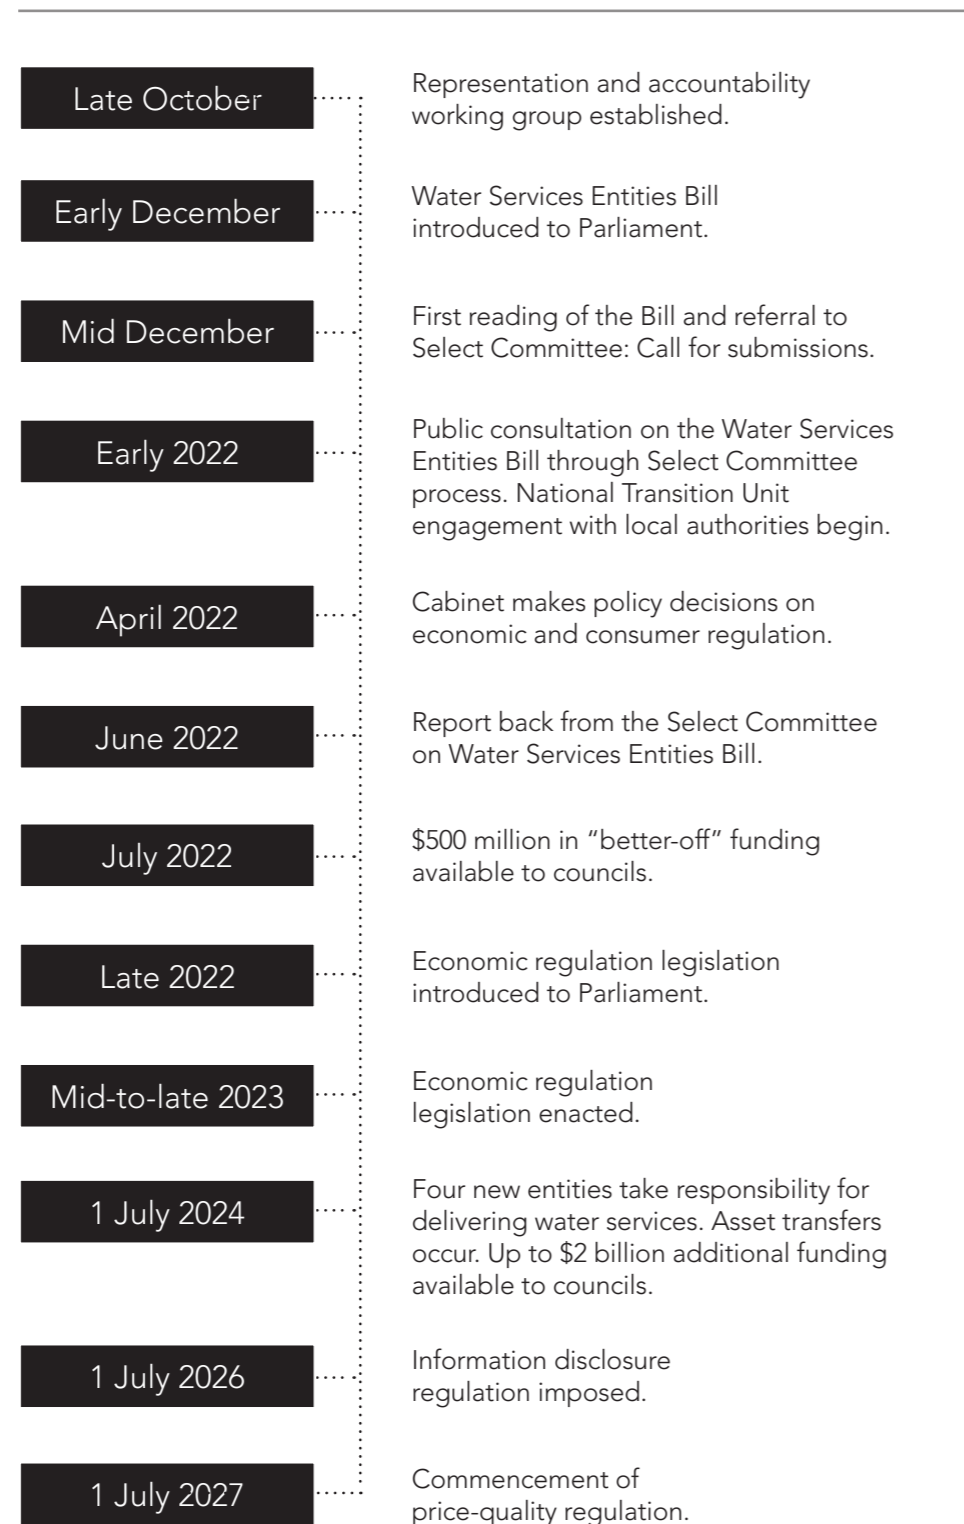 Late October
Representation and accountability
working group established.
Early December
Water Services Entities Bill
introduced to Parliament.
Mid December
First reading of the Bill and referral to
Select Committee: Call for submissions.
Early 2022
Public consultation on the Water Services
Entities Bill through Select Committee
process. National Transition Unit
engagement with local authorities begin.
April 2022
Cabinet makes policy decisions on
economic and consumer regulation.
June 2022
Report back from the Select Committee
on Water Services Entities Bill.
July 2022
$500 million in “better-off” funding
available to councils.
Late 2022
Economic regulation legislation
introduced to Parliament.
Mid-to-late 2023
Economic regulation
legislation enacted.
1 July 2024
Four new entities take responsibility for
delivering water services. Asset transfers
occur. Up to $2 billion additional funding
available to councils.
1 July 2026
Information disclosure
regulation imposed.
1 July 2027
Commencement of
price-quality regulation.